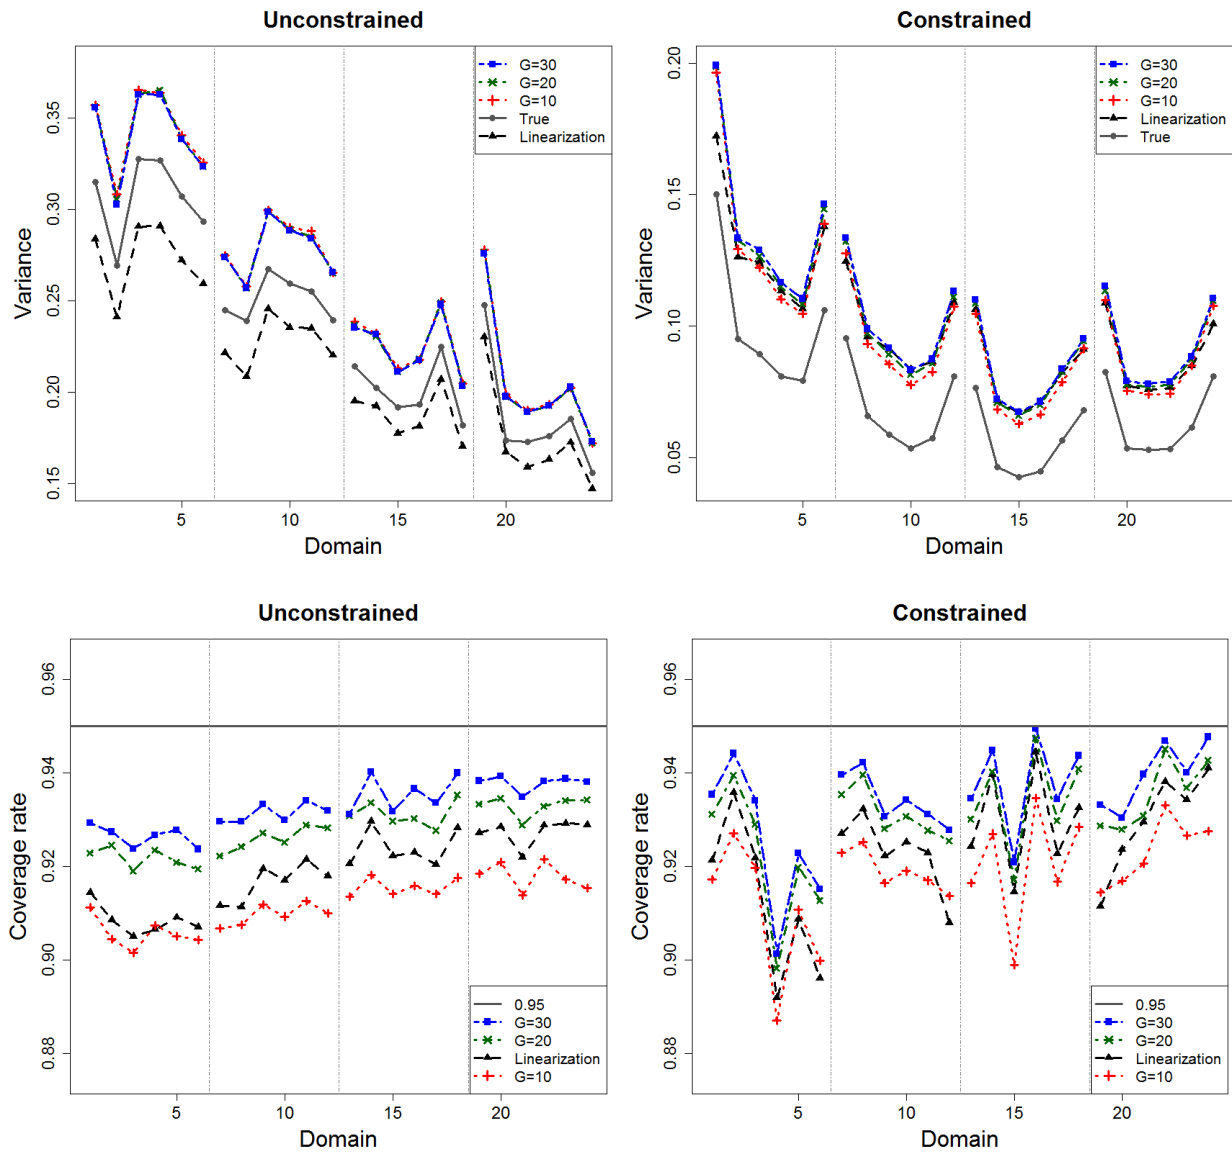 Unconstrained
Variance
0.15 0.20 0.25 0.30 0.35
G=30
G=20
G=10
True
Linearization
5 10 15 20
Domain
Constrained
Variance
0.05 0.10 0.15 0.20
G=30
G=20
G=10
Linearization
True
5 10 15 20
Domain
Unconstrained
Coverage rate
0.88 0.90 0.92 0.94 0.96
0.95
G=30
G=20
Linearization
G=10
5 10 15 20
Domain
Constrained
Coverage rate
0.88 0.90 0.92 0.94 0.96
0.95
G=30
G=20
Linearization
G=10
5 10 15 20
Domain